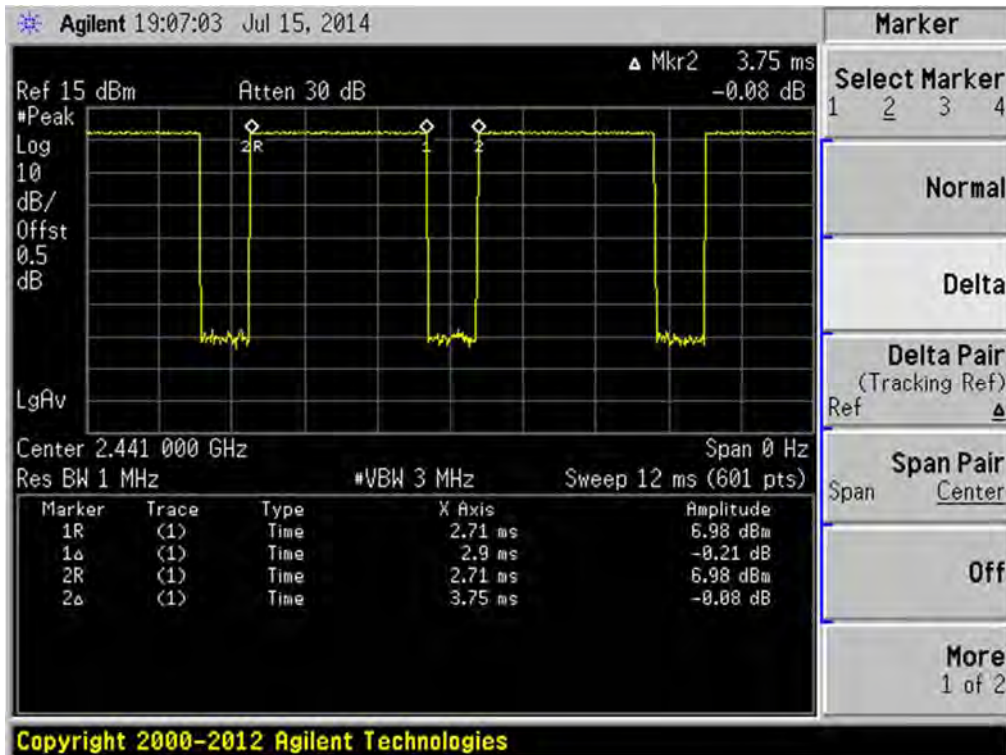 Agilent 19:07:03 Jul 15, 2014
Marker
Δ Mkr2 3.75 ms
Ref 15 dBm Atten 30 dB -0.08 dB
#Peak
Log
10
dB/
Offst
0.5
dB
LgAv
2R
1
2
Center 2.441 000 GHz Span 0 Hz
Res BW 1 MHz #VBW 3 MHz Sweep 12 ms (601 pts)
Marker Trace Type X Axis Amplitude
1R (1) Time 2.71 ms 6.98 dBm
1Δ (1) Time 2.9 ms -0.21 dB
2R (1) Time 2.71 ms 6.98 dBm
2Δ (1) Time 3.75 ms -0.08 dB
Select Marker
1 2 3 4
Normal
Delta
Delta Pair
(Tracking Ref)
Ref Δ
Span Pair
Span Center
Off
More
1 of 2
Copyright 2000-2012 Agilent Technologies